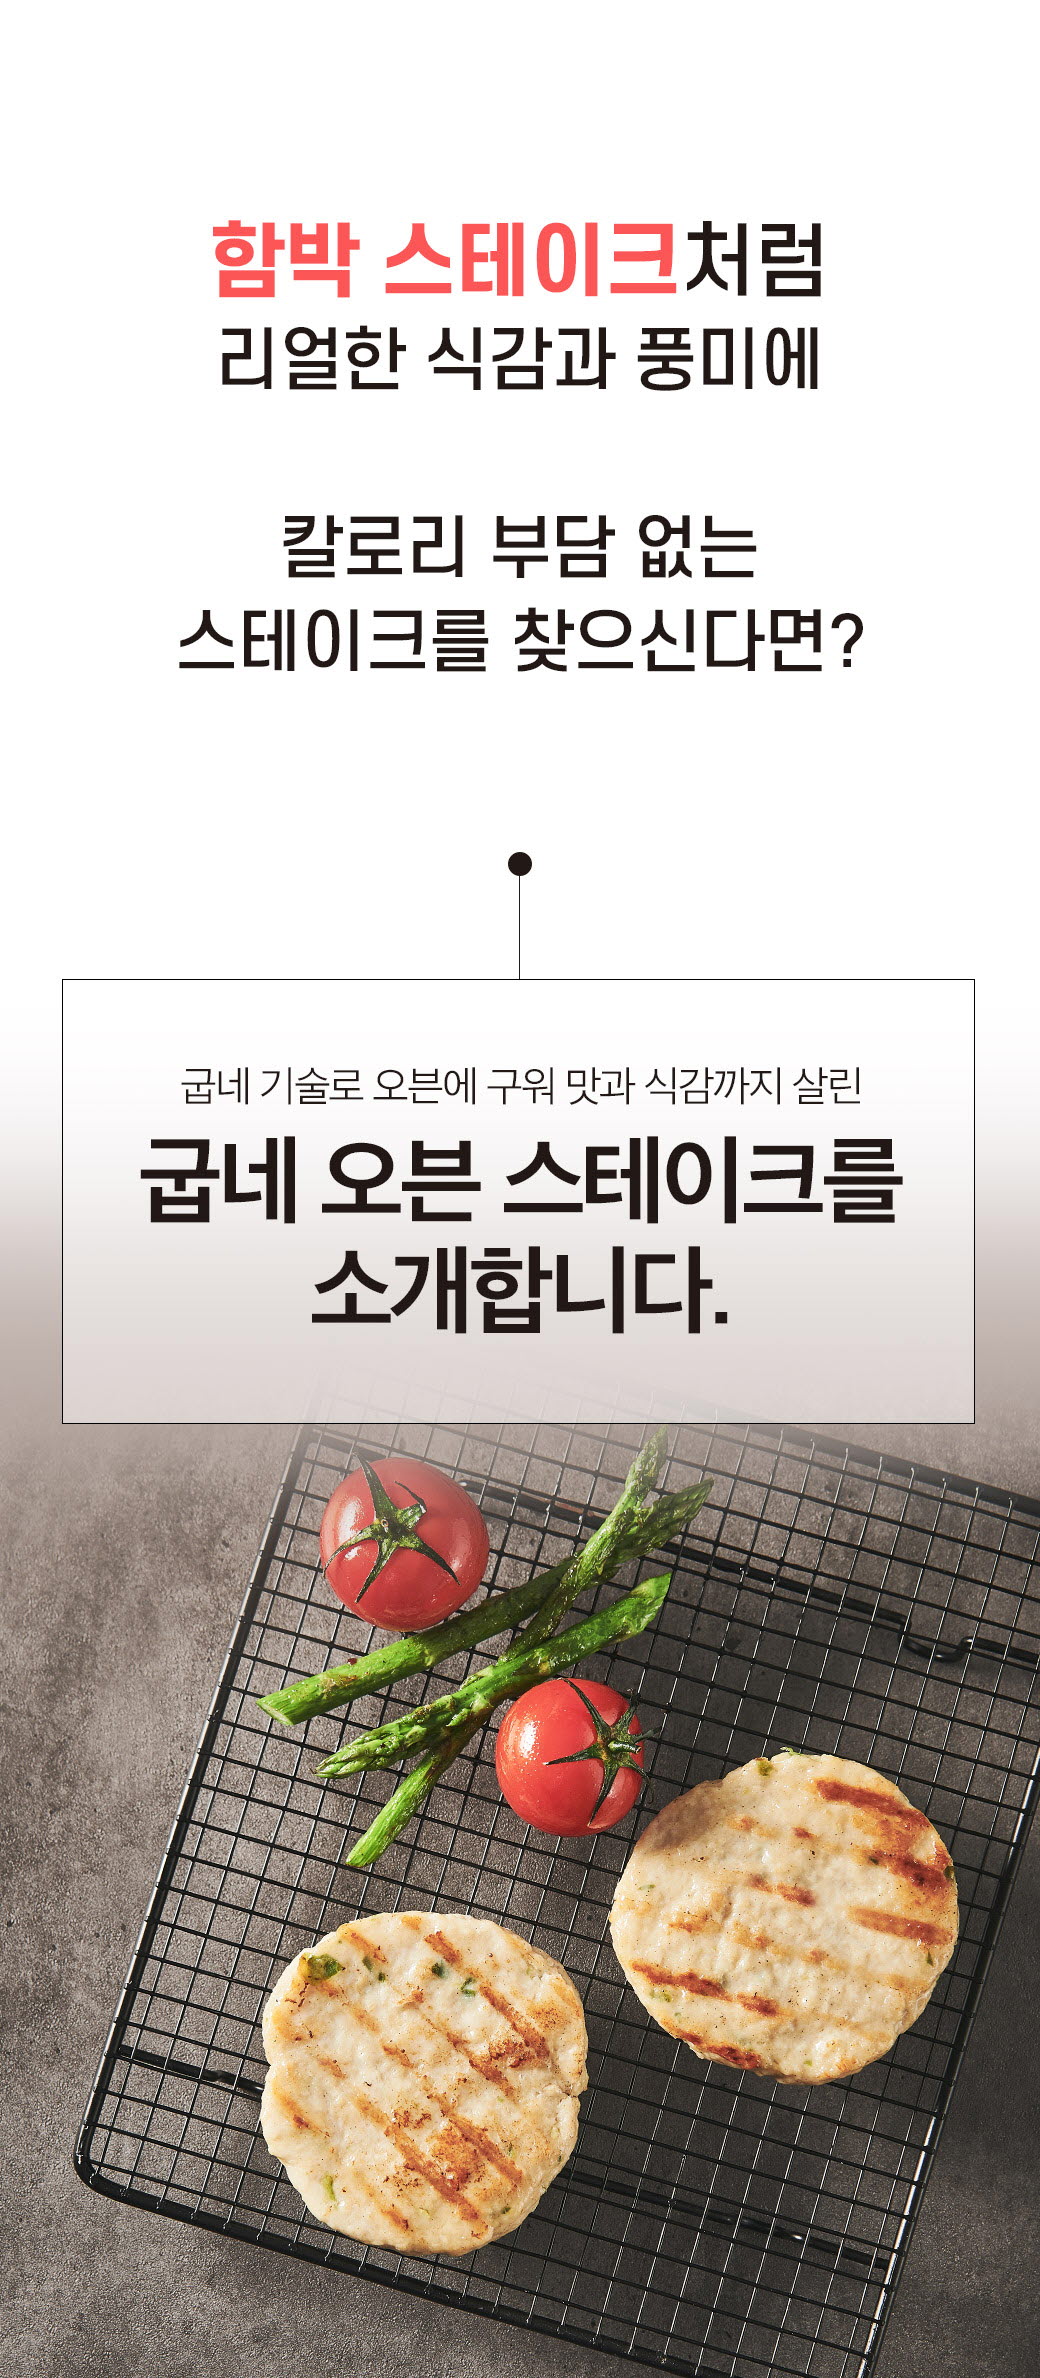 함박 스테이크처럼
리얼한 식감과 풍미에
칼로리 부담 없는
스테이크를 찾으신다면?
굽네 기술로 오븐에 구워 맛과 식감까지 살린
굽네 오븐 스테이크를
소개합니다.